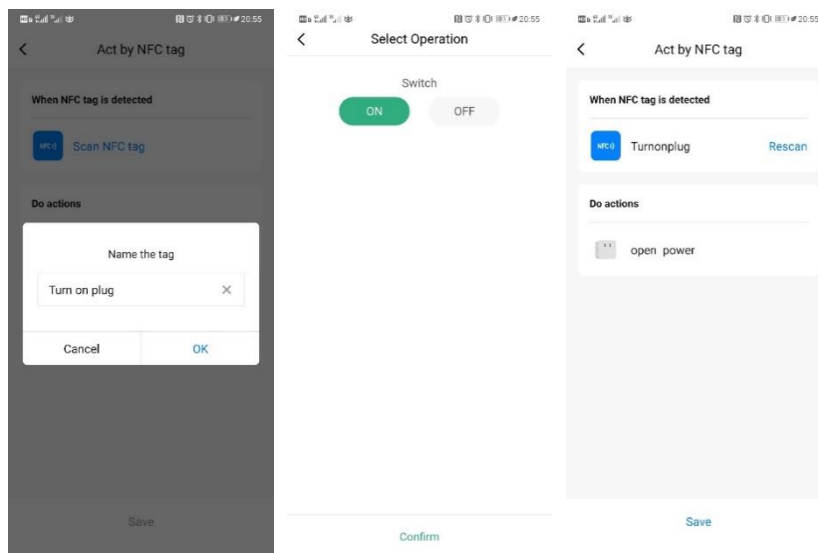 20:55
Act by NFC tag
When NFC tag is detected
NFC
Scan NFC tag
Do actions
Name the tag
Turn on plug
Cancel
OK
Save
20:55
Select Operation
Switch
ON
OFF
Confirm
20:55
Act by NFC tag
When NFC tag is detected
NFC
Turnonplug
Rescan
Do actions
open power
Save